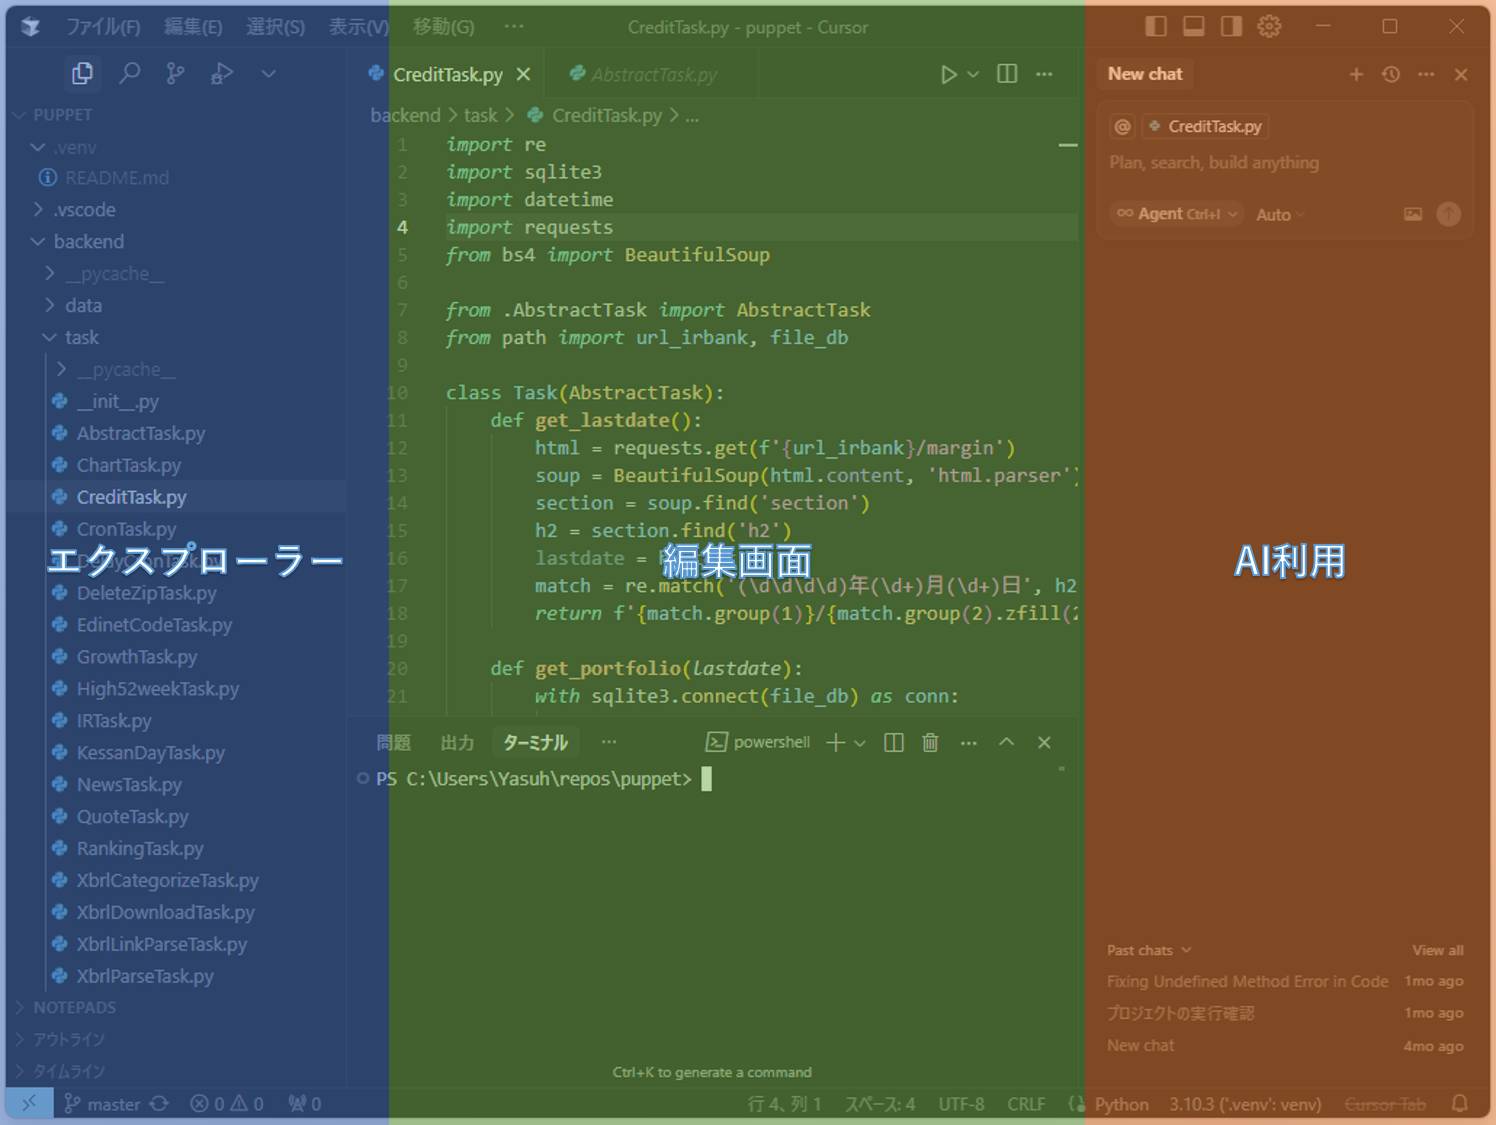 ファイル(F) 編集(E) 選択(S) 表示(V) 移動(G) ··· CreditTask.py - puppet - Cursor
PUPPET
.venv
README.md
.vscode
backend
__pycache__
data
task
__pycache__
__init__.py
AbstractTask.py
ChartTask.py
CreditTask.py
CronTask.py
DeleteZipTask.py
EdinetCodeTask.py
GrowthTask.py
High52weekTask.py
IRTask.py
KessanDayTask.py
NewsTask.py
QuoteTask.py
RankingTask.py
XbrlCategorizeTask.py
XbrlDownloadTask.py
XbrlLinkParseTask.py
XbrlParseTask.py
NOTEPADS
アウトライン
タイムライン
エクスプローラー
CreditTask.py AbstractTask.py
backend > task > CreditTask.py > ...
1 import re
2 import sqlite3
3 import datetime
4 import requests
5 from bs4 import BeautifulSoup
6
7 from .AbstractTask import AbstractTask
8 from path import url_irbank, file_db
9
10 class Task(AbstractTask):
11 def get_lastdate():
12 html = requests.get(f'{url_irbank}/margin')
13 soup = BeautifulSoup(html.content, 'html.parser')
14 section = soup.find('section')
15 h2 = section.find('h2')
16 lastdate =
17 match = re.match('(\d\d\d\d)年(\d+)月(\d+)日', h2
18 return f'{match.group(1)}/{match.group(2).zfill(2
19
20 def get_portfolio(lastdate):
21 with sqlite3.connect(file_db) as conn:
編集画面
問題 出力 ターミナル ··· powershell
PS C:\Users\Yasuh\repos\puppet>
Ctrl+K to generate a command
New chat
@ CreditTask.py
Plan, search, build anything
∞ Agent Ctrl+I Auto
AI利用
Past chats View all
Fixing Undefined Method Error in Code 1mo ago
プロジェクトの実行確認 1mo ago
New chat 4mo ago
master 0 0 0 行 4、列 1 スペース: 4 UTF-8 CRLF Python 3.10.3 ('.venv': venv) Cursor Tab